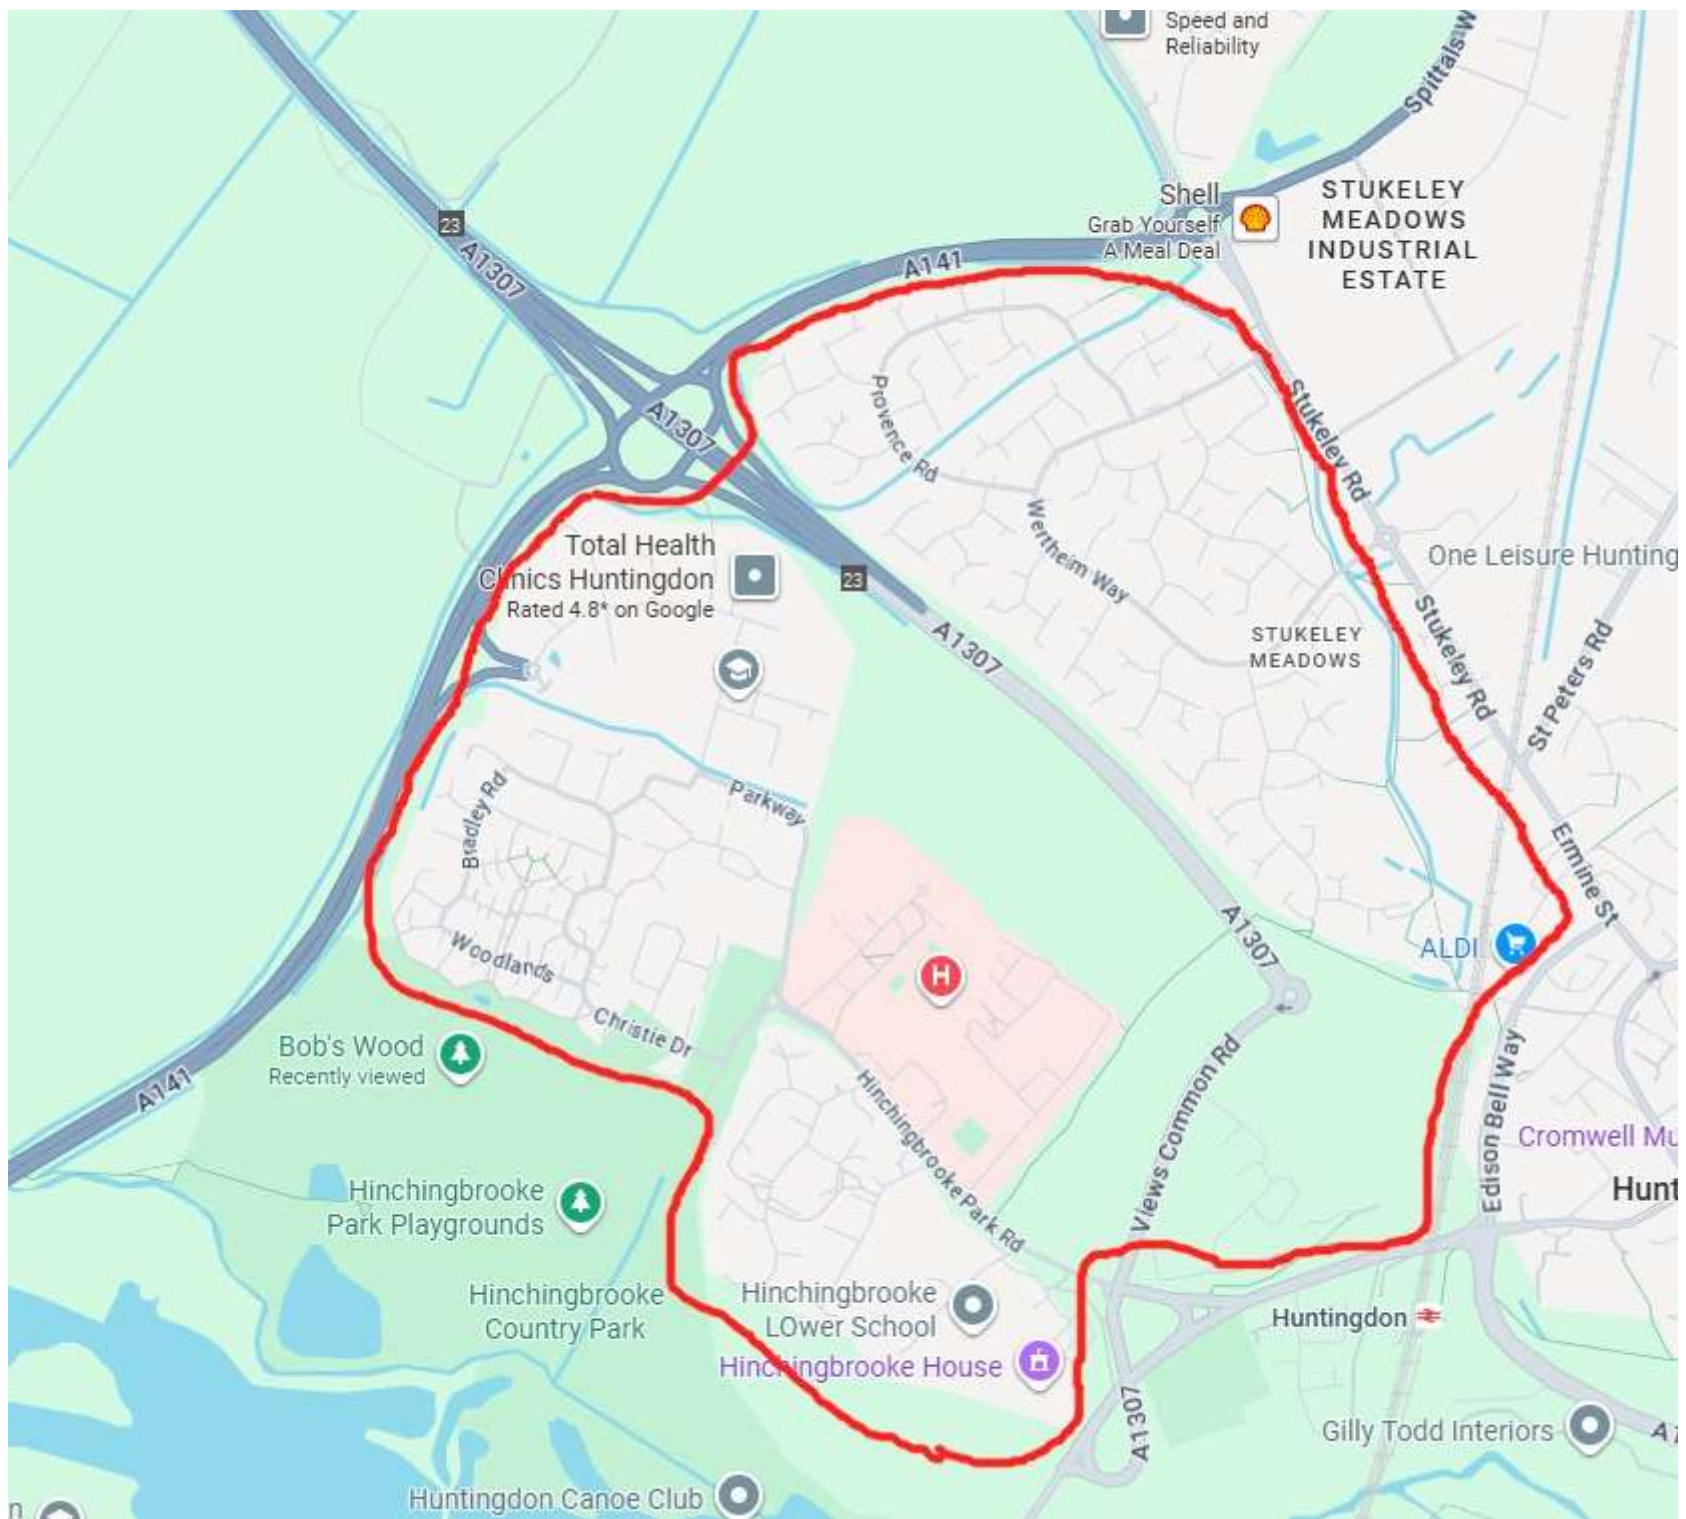 Speed and
Reliability
Spittals W
Shell
Grab Yourself
A Meal Deal
STUKELEY
MEADOWS
INDUSTRIAL
ESTATE
23
A1307
A141
A1307
Provence Rd
Stukeley Rd
Wertheim Way
One Leisure Hunting
Total Health
Clinics Huntingdon
Rated 4.8* on Google
23
A1307
STUKELEY
MEADOWS
Stukeley Rd
St Peters Rd
Parkway
Bradley Rd
Ermine St
Woodlands
A1307
ALDI
H
Christie Dr
Bob's Wood
Recently viewed
A141
Hinchingbrooke Park Rd
Views Common Rd
Edison Bell Way
Cromwell Mu
Hunt
Hinchingbrooke
Park Playgrounds
Hinchingbrooke
Country Park
Hinchingbrooke
LOwer School
Huntingdon
Hinchingbrooke House
A1307
Gilly Todd Interiors
A1
Huntingdon Canoe Club
n